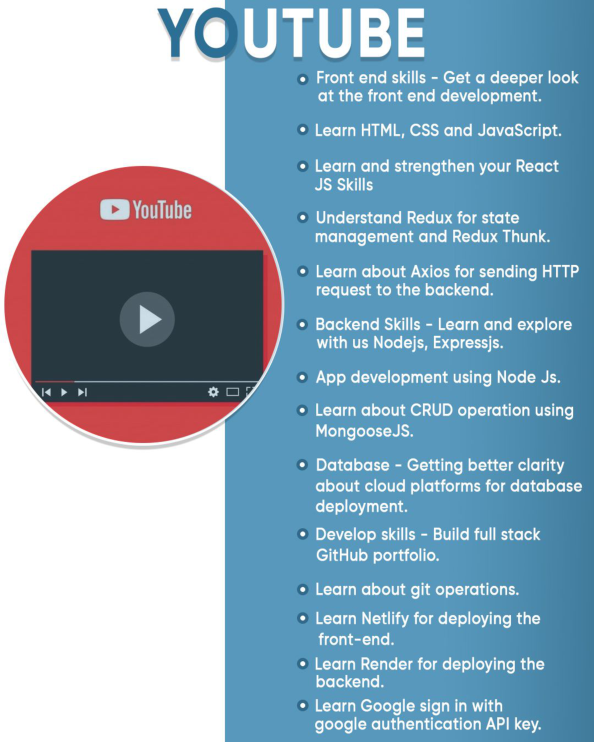 YOUTUBE
Front end skills - Get a deeper look
at the front end development.
Learn HTML, CSS and JavaScript.
Learn and strengthen your React
JS Skills
YouTube
Understand Redux for state
management and Redux Thunk.
Learn about Axios for sending HTTP
request to the backend.
Backend Skills - Learn and explore
with us Nodejs, Expressjs.
App development using Node Js.
Learn about CRUD operation using
MongooseJS.
Database - Getting better clarity
about cloud platforms for database
deployment.
Develop skills - Build full stack
GitHub portfolio.
Learn about git operations.
Learn Netlify for deploying the
front-end.
Learn Render for deploying the
backend.
Learn Google sign in with
google authentication API key.